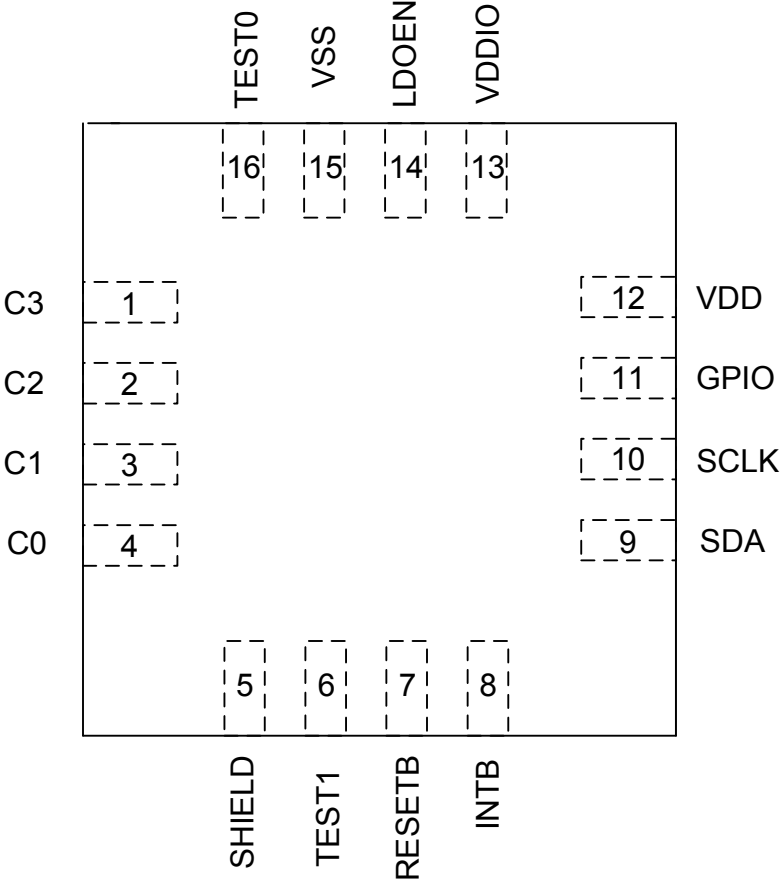 TEST0
VSS
LDOEN
VDDIO
16
15
14
13
C3
1
12
VDD
C2
2
11
GPIO
C1
3
10
SCLK
C0
4
9
SDA
5
6
7
8
SHIELD
TEST1
RESETB
INTB